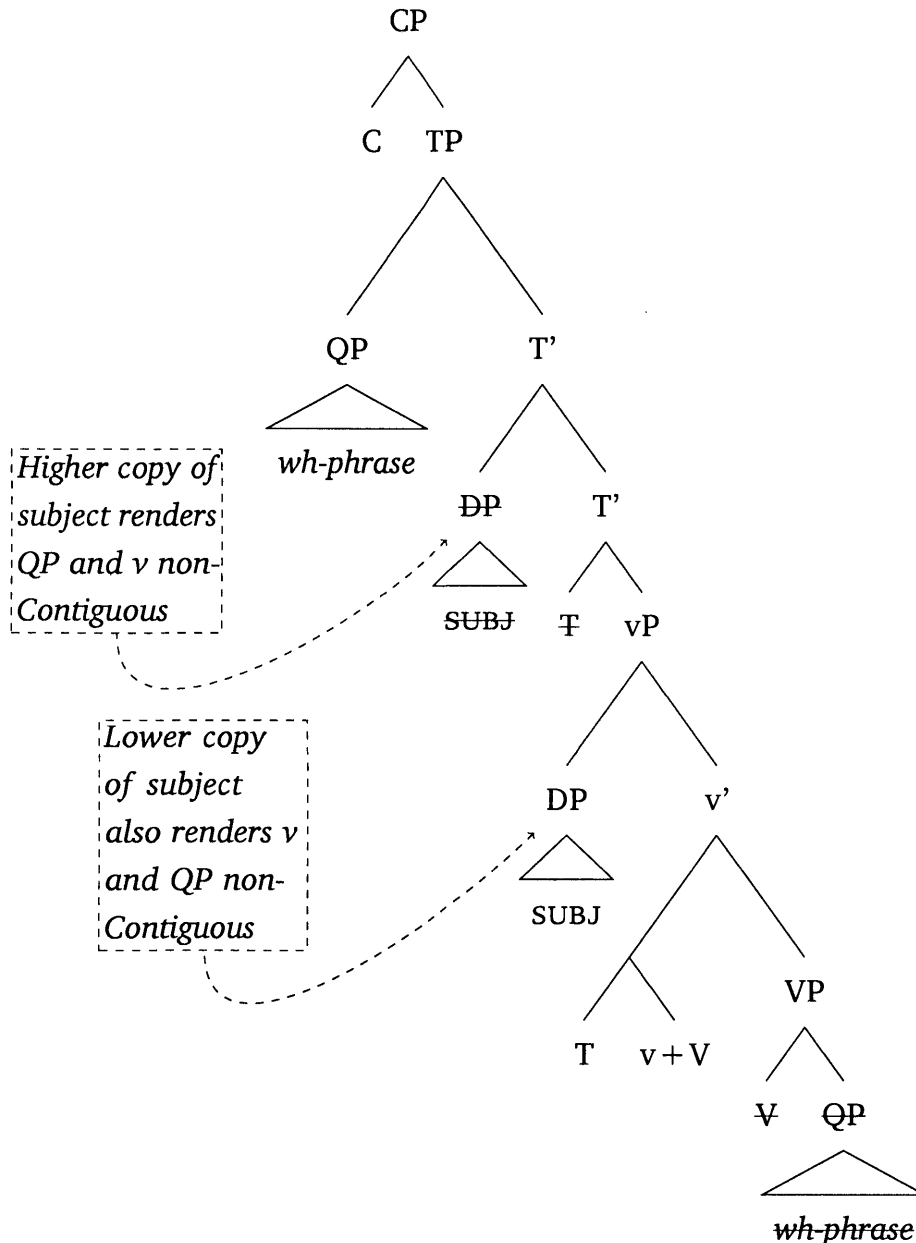 CP
C TP
QP T'
wh-phrase
Higher copy of
subject renders
QP and v non-
Contiguous
DP T'
SUBJ T vP
Lower copy
of subject
also renders v
and QP non-
Contiguous
DP v'
SUBJ
VP
T v+V
V QP
wh-phrase